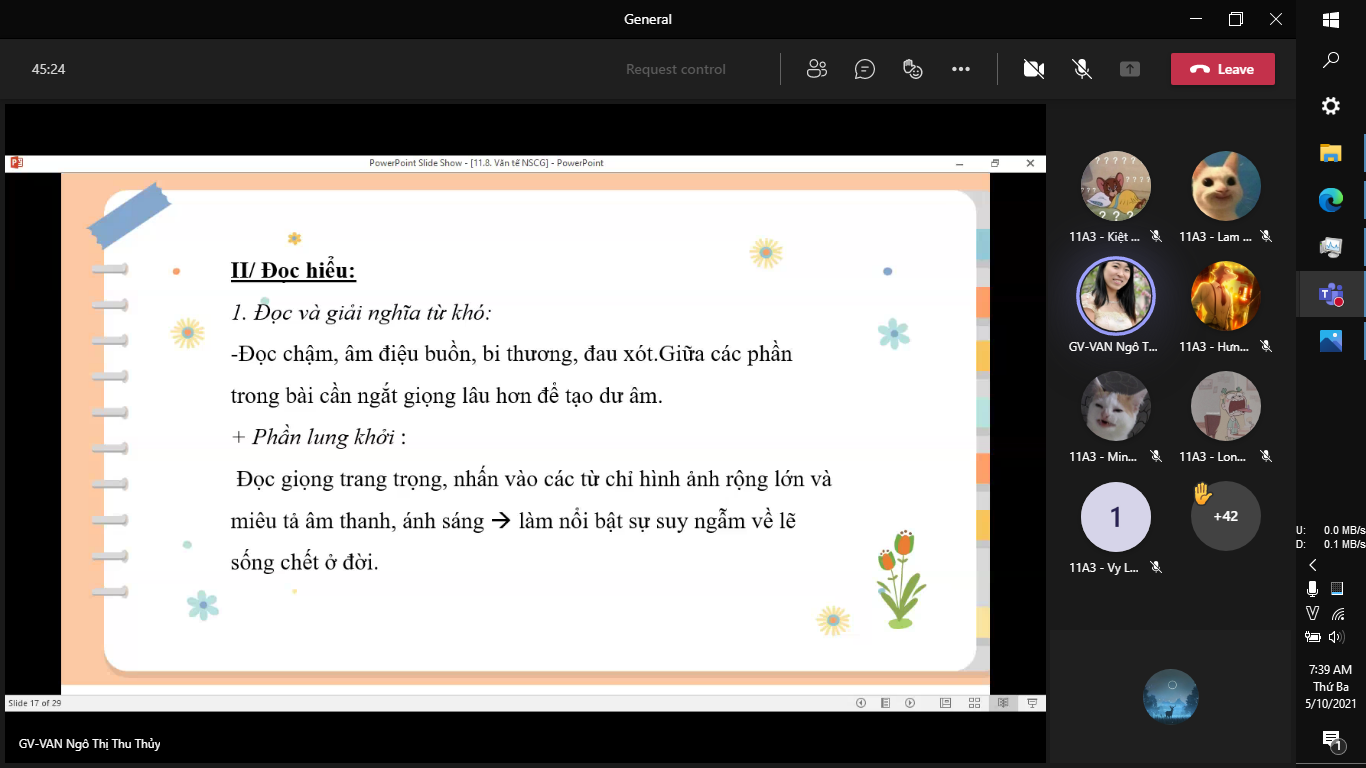 General
45:24
Request control
Leave
PowerPoint Slide Show - [11.8. Văn tế NSCG] - PowerPoint
II/ Đọc hiểu:
1. Đọc và giải nghĩa từ khó:
-Đọc chậm, âm điệu buồn, bi thương, đau xót.Giữa các phần
trong bài cần ngắt giọng lâu hơn để tạo dư âm.
+ Phần lung khởi :
Đọc giọng trang trọng, nhấn vào các từ chỉ hình ảnh rộng lớn và
miêu tả âm thanh, ánh sáng → làm nổi bật sự suy ngẫm về lẽ
sống chết ở đời.
Slide 17 of 29
GV-VAN Ngô Thị Thu Thủy
? ? ? ? ?
? ? ? ?
? ? ?
11A3 - Kiệt ...
11A3 - Lam ...
GV-VAN Ngô T...
11A3 - Hưn...
11A3 - Min...
11A3 - Lon...
1
+42
11A3 - Vy L...
U: 0.0 MB/s
D: 0.1 MB/s
7:39 AM
Thứ Ba
5/10/2021
1